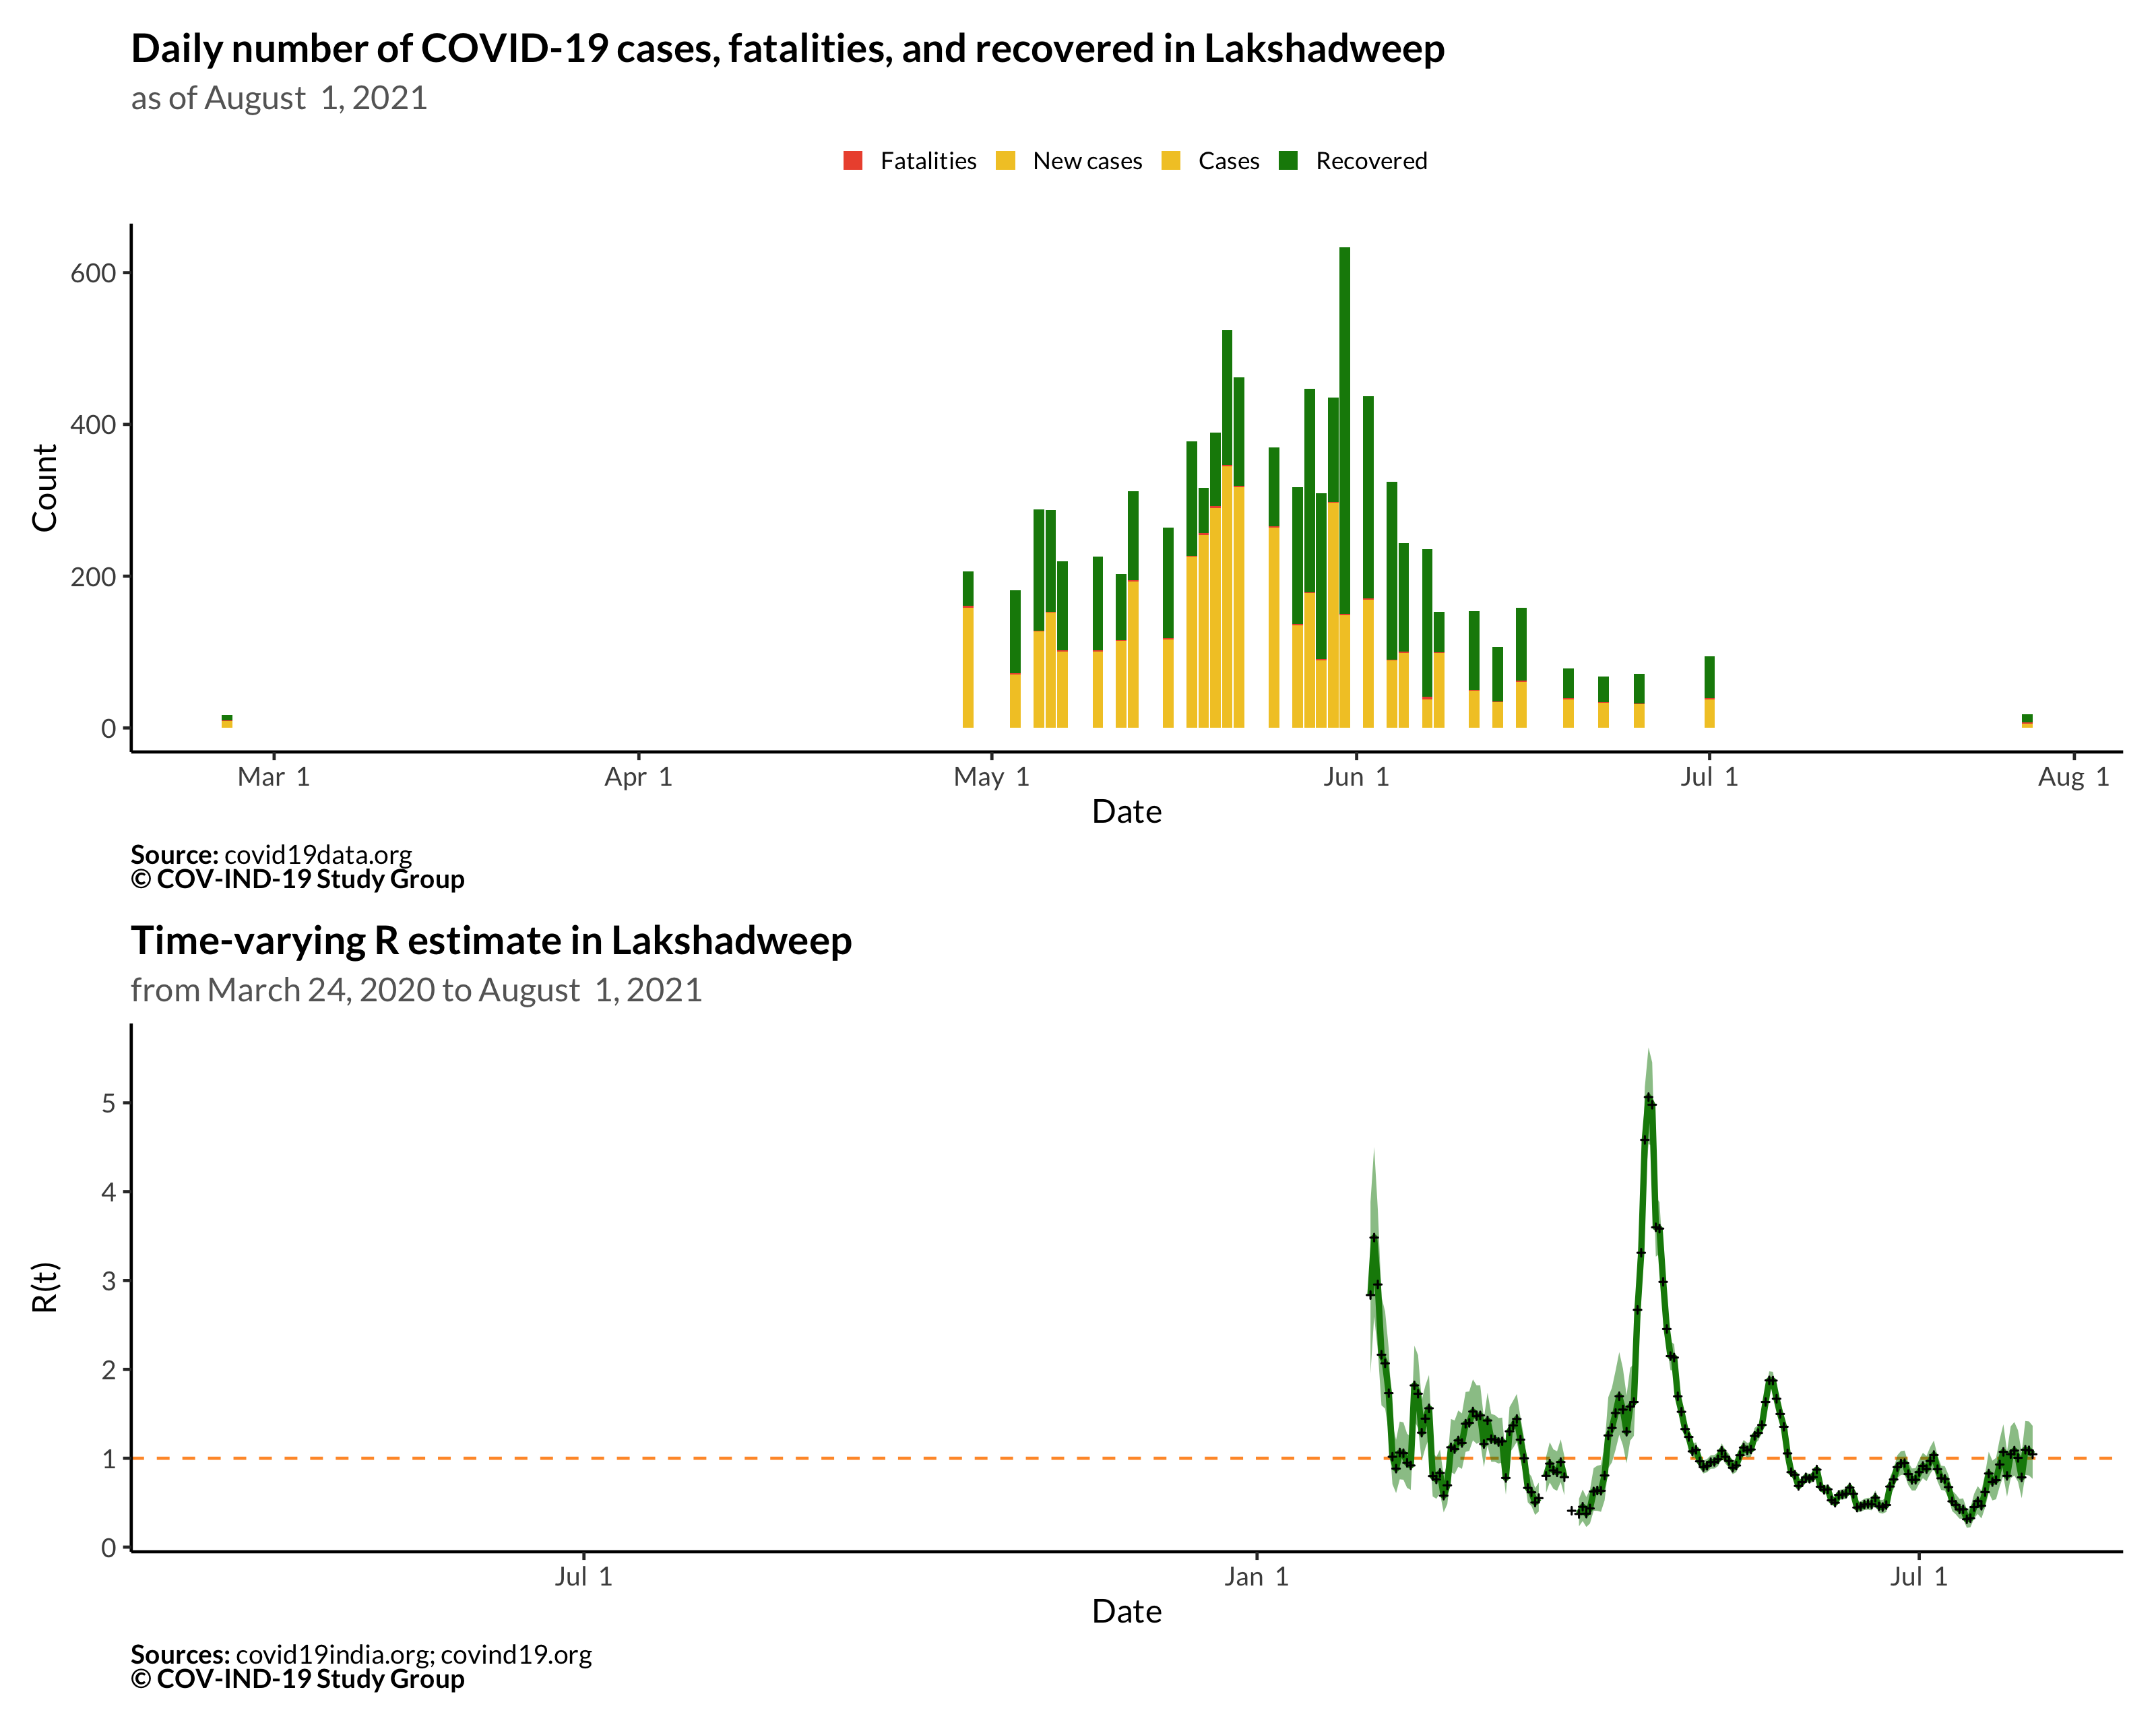 Daily number of COVID-19 cases, fatalities, and recovered in Lakshadweep
as of August  1, 2021
Fatalities New cases Cases Recovered
600
400
200
0
Count
Mar  1 Apr  1 May  1 Jun  1 Jul  1 Aug  1
Date
Source: covid19data.org
© COV-IND-19 Study Group
Time-varying R estimate in Lakshadweep
from March 24, 2020 to August  1, 2021
5
4
3
2
1
0
R(t)
Jul  1 Jan  1 Jul  1
Date
Sources: covid19india.org; covind19.org
© COV-IND-19 Study Group